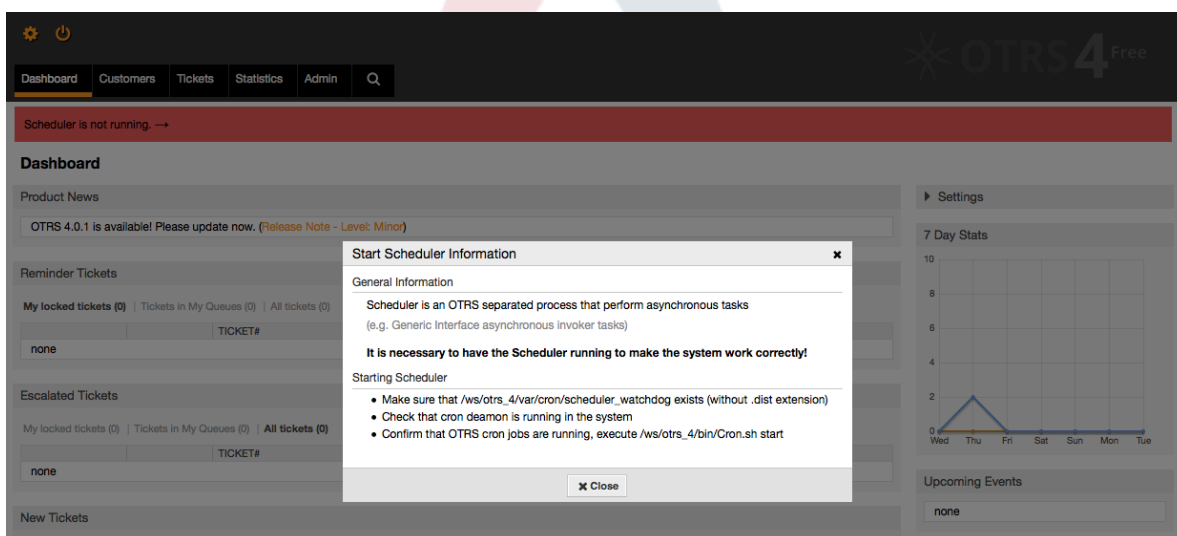 OTRS 4 Free
Dashboard Customers Tickets Statistics Admin
Scheduler is not running. →
Dashboard
Product News
OTRS 4.0.1 is available! Please update now. (Release Note - Level: Minor)
Reminder Tickets
My locked tickets (0) | Tickets in My Queues (0) | All tickets (0)
TICKET#
none
Escalated Tickets
My locked tickets (0) | Tickets in My Queues (0) | All tickets (0)
TICKET#
none
New Tickets
Start Scheduler Information
General Information
Scheduler is an OTRS separated process that perform asynchronous tasks
(e.g. Generic Interface asynchronous invoker tasks)
It is necessary to have the Scheduler running to make the system work correctly!
Starting Scheduler
• Make sure that /ws/otrs_4/var/cron/scheduler_watchdog exists (without .dist extension)
• Check that cron deamon is running in the system
• Confirm that OTRS cron jobs are running, execute /ws/otrs_4/bin/Cron.sh start
✖ Close
Settings
7 Day Stats
10
8
6
4
2
0
Wed Thu Fri Sat Sun Mon Tue
Upcoming Events
none